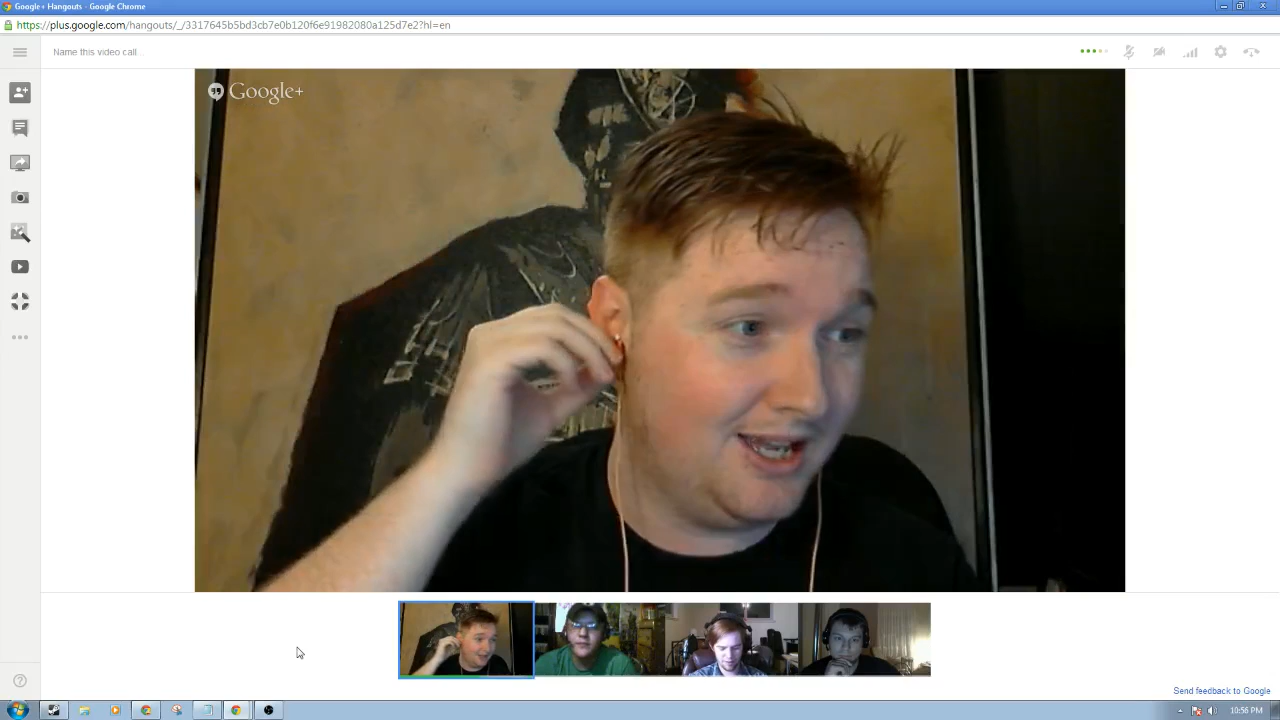 Google+ Hangouts - Google Chrome
https://plus.google.com/hangouts/_/3317645b5bd3cb7e0b120f6e91982080a125d7e2?hl=en
Name this video call...
Google+
Send feedback to Google
10:56 PM